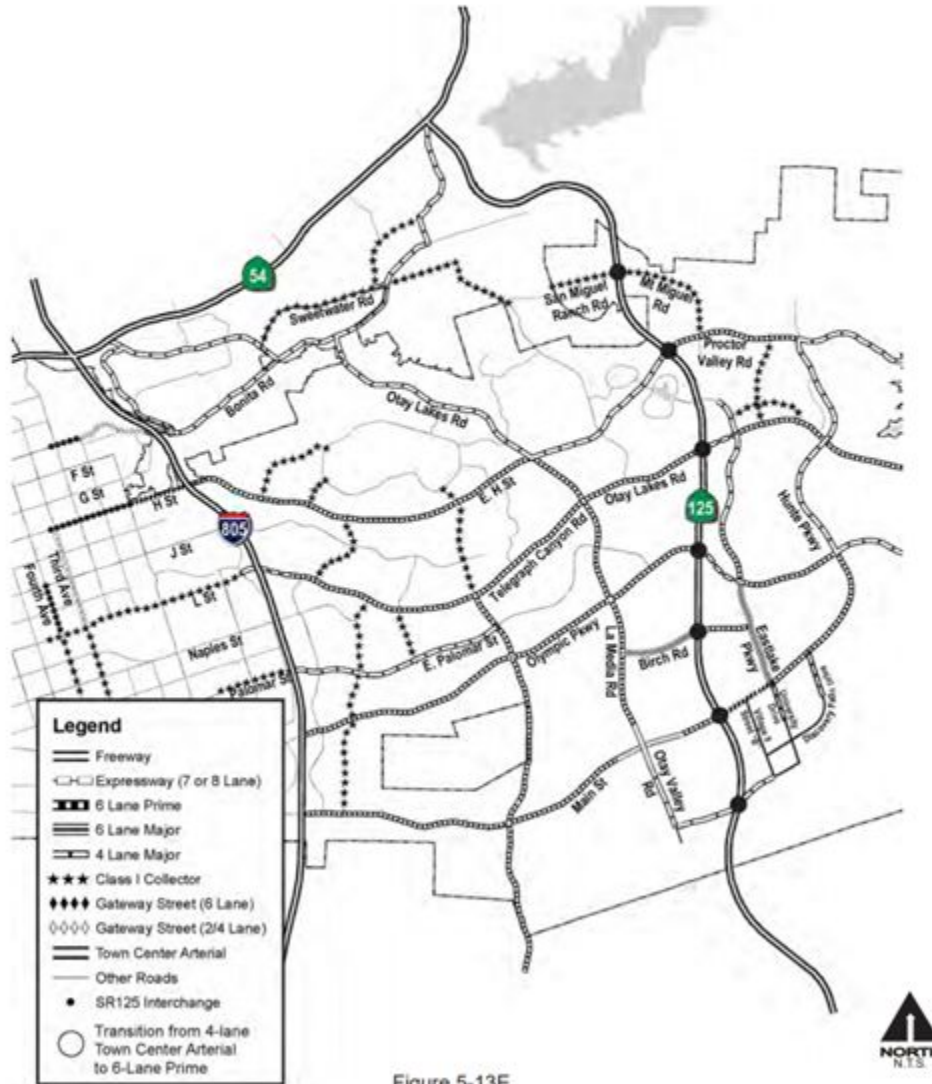 54
Sweetwater Rd
San Miguel
Ranch Rd
Mt Miguel
Rd
Proctor
Valley Rd
Bonita Rd
Otay Lakes Rd
F St
G St
H St
E. H St
Otay Lakes Rd
125
Hunte Pkwy
805
J St
Third Ave
Fourth Ave
L St
Telegraph Canyon Rd
Naples St
Palomar St
E. Palomar St
Olympic Pkwy
La Media Rd
Birch Rd
Eastlake
Pkwy
Main St
Otay Valley
Rd
Legend
Freeway
Expressway (7 or 8 Lane)
6 Lane Prime
6 Lane Major
4 Lane Major
Class I Collector
Gateway Street (6 Lane)
Gateway Street (2/4 Lane)
Town Center Arterial
Other Roads
SR125 Interchange
Transition from 4-lane
Town Center Arterial
to 6-Lane Prime
NORTH
N.T.S.
Figure 5-13F